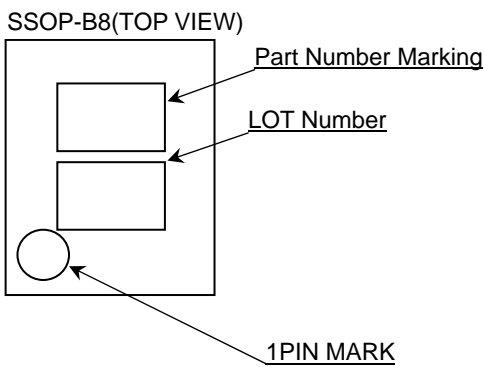 SSOP-B8(TOP VIEW)
Part Number Marking
LOT Number
1PIN MARK